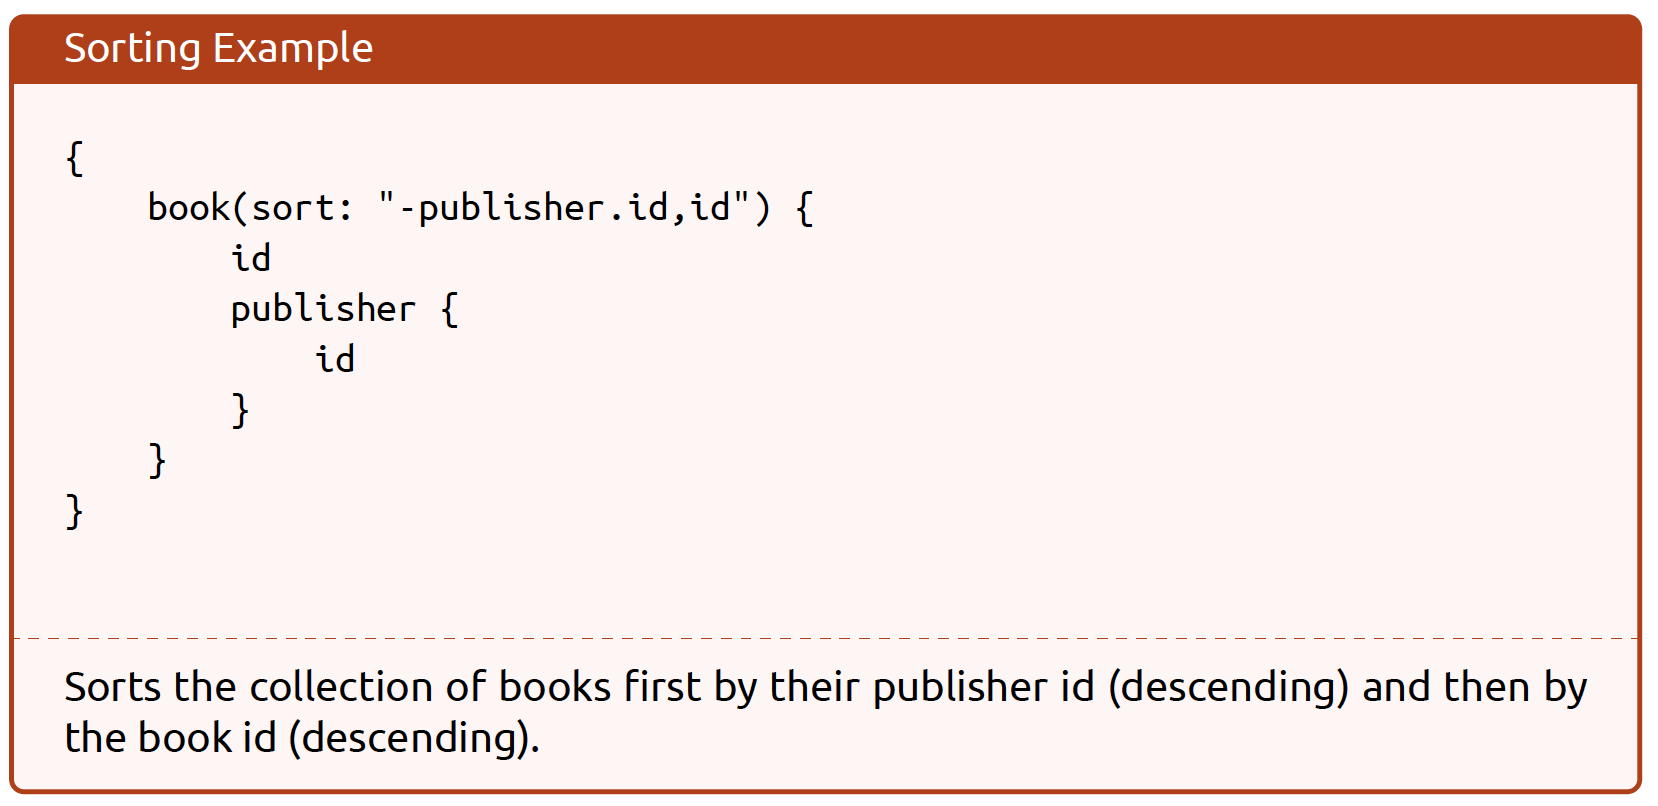 Sorting Example
{
    book(sort: "-publisher.id,id") {
        id
        publisher {
            id
        }
    }
}
Sorts the collection of books first by their publisher id (descending) and then by
the book id (descending).